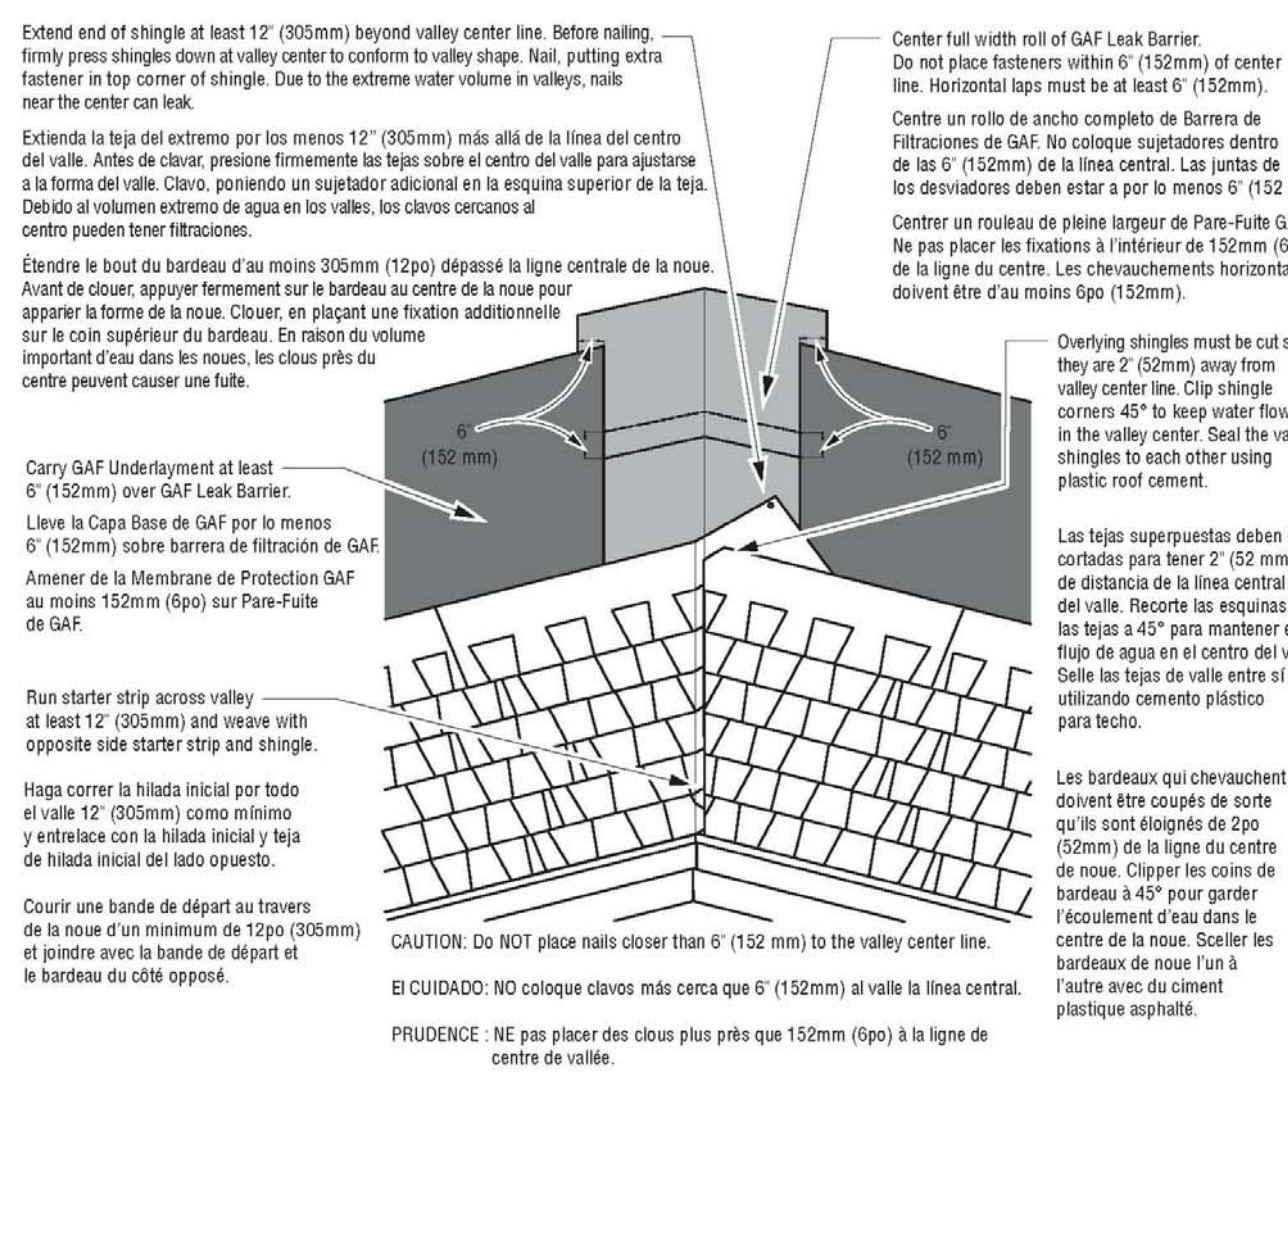 Extend end of shingle at least 12" (305mm) beyond valley center line. Before nailing,
firmly press shingles down at valley center to conform to valley shape. Nail, putting extra
fastener in top corner of shingle. Due to the extreme water volume in valleys, nails
near the center can leak.
Extienda la teja del extremo por los menos 12" (305mm) más allá de la línea del centro
del valle. Antes de clavar, presione firmemente las tejas sobre el centro del valle para ajustarse
a la forma del valle. Clavo, poniendo un sujetador adicional en la esquina superior de la teja.
Debido al volumen extremo de agua en los valles, los clavos cercanos al
centro pueden tener filtraciones.
Étendre le bout du bardeau d'au moins 305mm (12po) dépassé la ligne centrale de la noue.
Avant de clouer, appuyer fermement sur le bardeau au centre de la noue pour
apparier la forme de la noue. Clouer, en plaçant une fixation additionnelle
sur le coin supérieur du bardeau. En raison du volume
important d'eau dans les noues, les clous près du
centre peuvent causer une fuite.
Center full width roll of GAF Leak Barrier.
Do not place fasteners within 6" (152mm) of center
line. Horizontal laps must be at least 6" (152mm).
Centre un rollo de ancho completo de Barrera de
Filtraciones de GAF. No coloque sujetadores dentro
de las 6" (152mm) de la línea central. Las juntas de
los desviadores deben estar a por lo menos 6" (152
Centrer un rouleau de pleine largeur de Pare-Fuite G
Ne pas placer les fixations à l'intérieur de 152mm (6
de la ligne du centre. Les chevauchements horizonta
doivent être d'au moins 6po (152mm).
6"
(152 mm)
6"
(152 mm)
Carry GAF Underlayment at least
6" (152mm) over GAF Leak Barrier.
Lleve la Capa Base de GAF por lo menos
6" (152mm) sobre barrera de filtración de GAF.
Amener de la Membrane de Protection GAF
au moins 152mm (6po) sur Pare-Fuite
de GAF.
Run starter strip across valley
at least 12" (305mm) and weave with
opposite side starter strip and shingle.
Haga correr la hilada inicial por todo
el valle 12" (305mm) como mínimo
y entrelace con la hilada inicial y teja
de hilada inicial del lado opuesto.
Courir une bande de départ au travers
de la noue d'un minimum de 12po (305mm)
et joindre avec la bande de départ et
le bardeau du côté opposé.
Overlying shingles must be cut s
they are 2" (52mm) away from
valley center line. Clip shingle
corners 45° to keep water flow
in the valley center. Seal the va
shingles to each other using
plastic roof cement.
Las tejas superpuestas deben
cortadas para tener 2" (52 mm
de distancia de la línea central
del valle. Recorte las esquinas
las tejas a 45° para mantener e
flujo de agua en el centro del v
Selle las tejas de valle entre sí
utilizando cemento plástico
para techo.
Les bardeaux qui chevauchent
doivent être coupés de sorte
qu'ils sont éloignés de 2po
(52mm) de la ligne du centre
de noue. Clipper les coins de
bardeau à 45° pour garder
l'écoulement d'eau dans le
centre de la noue. Sceller les
bardeaux de noue l'un à
l'autre avec du ciment
plastique asphalté.
CAUTION: Do NOT place nails closer than 6" (152 mm) to the valley center line.
El CUIDADO: NO coloque clavos más cerca que 6" (152mm) al valle la línea central.
PRUDENCE : NE pas placer des clous plus près que 152mm (6po) à la ligne de
centre de vallée.